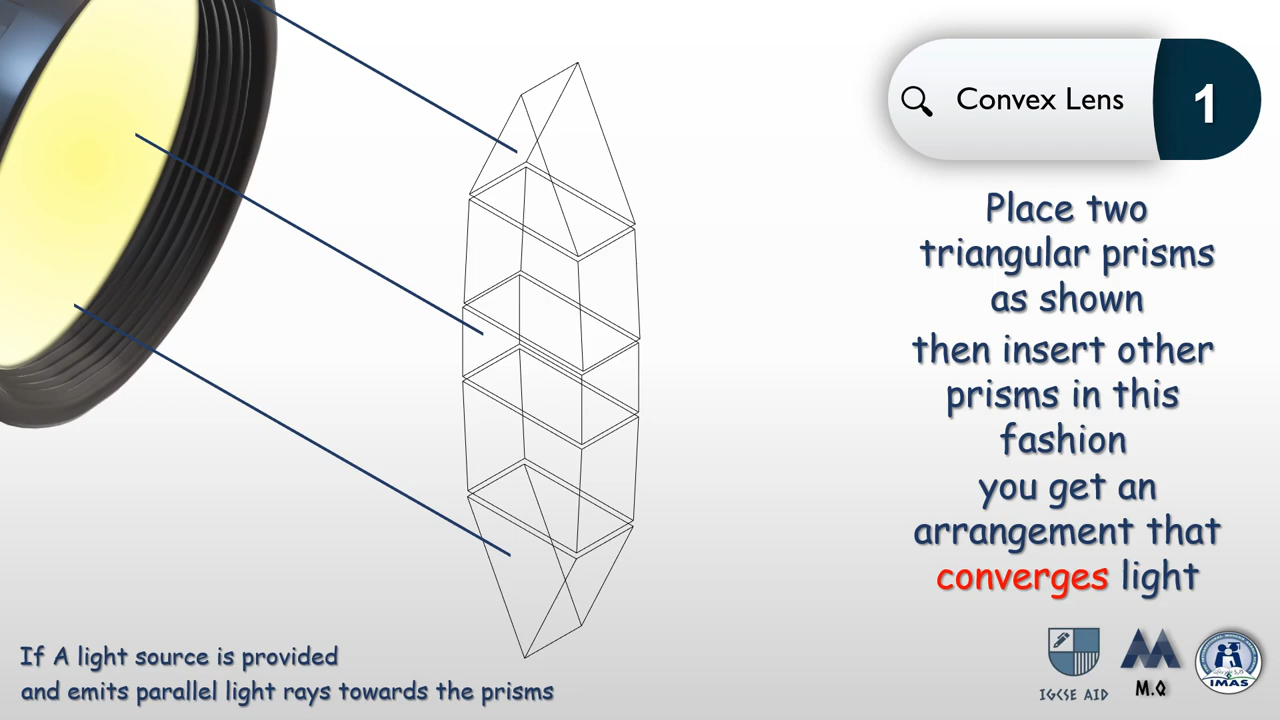 Convex Lens
1
Place two
triangular prisms
as shown
then insert other
prisms in this
fashion
you get an
arrangement that
converges light
If A light source is provided
and emits parallel light rays towards the prisms
IGCSE AID
M.Q
IMAS